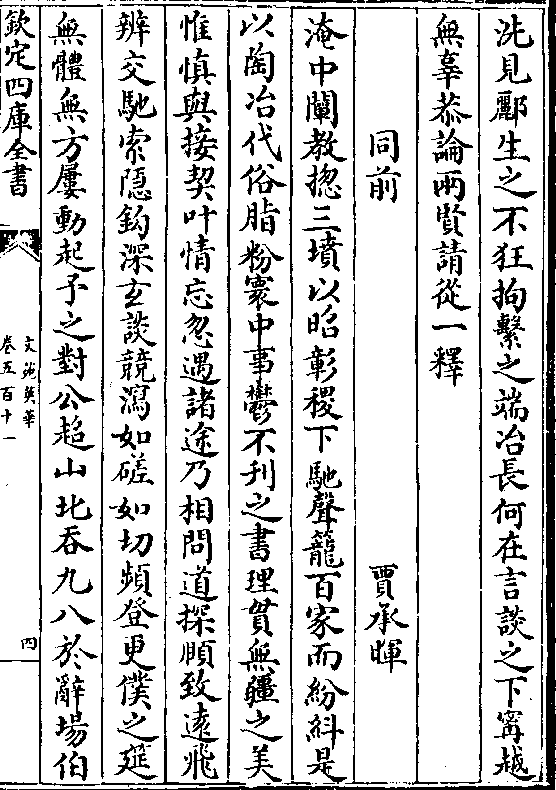 洗見酈生之不狂拘繫之端冶長何在言談之下甯越
無辜恭論兩賢請從一釋
同前　賈承暉
淹中闡教揔三墳以昭彰稷下馳聲籠百家而紛糾是
以陶冶代俗脂粉寰中事鬱不刊之書理貫無疆之美
惟慎與接契叶情忘忽遇諸途乃相問道探賾致遠飛
辨交馳索隱鈎深玄談競瀉如磋如切頻登更僕之筵
無體無方屢動起予之對公超山北吞九八於辭場伯
欽定四庫全書
文苑英華
卷五百十一
四